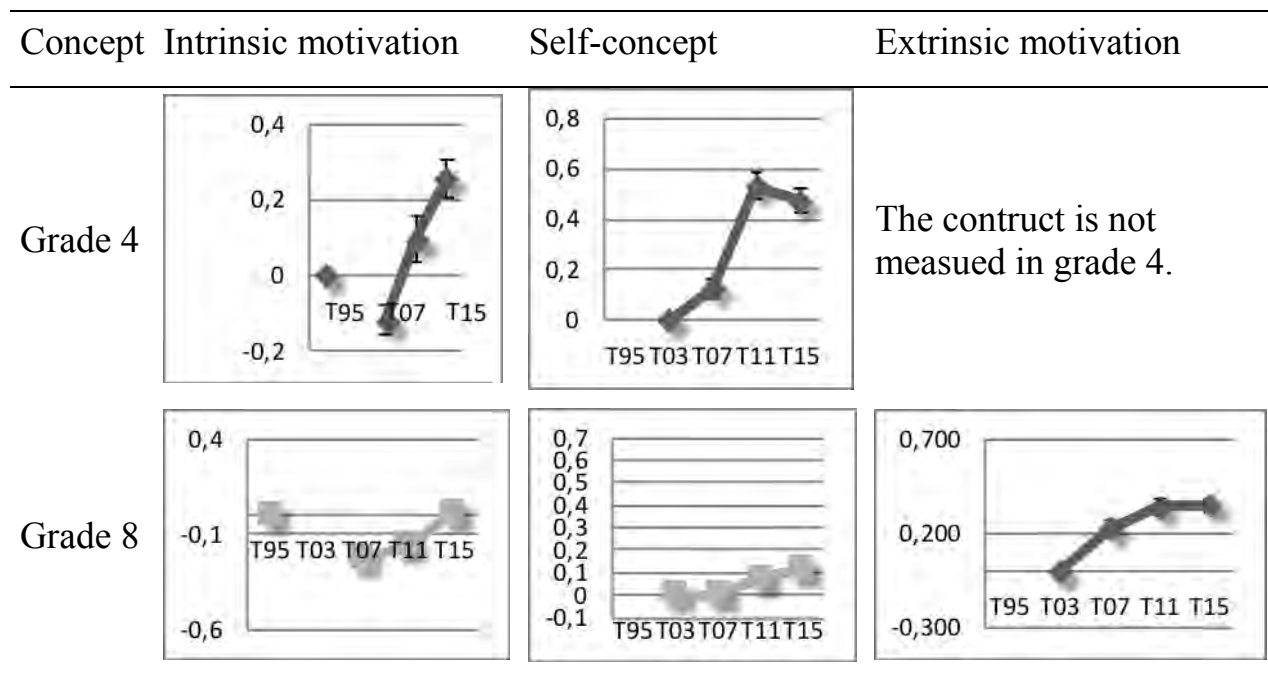 Concept Intrinsic motivation Self-concept Extrinsic motivation
Grade 4
0,4
0,2
0
-0,2
T95 T07 T15
0,8
0,6
0,4
0,2
0
T95 T03 T07 T11 T15
The contruct is not
measued in grade 4.
Grade 8
0,4
-0,1
-0,6
T95 T03 T07 T11 T15
0,7
0,6
0,5
0,4
0,3
0,2
0,1
0
-0,1
T95 T03 T07 T11 T15
0,700
0,200
-0,300
T95 T03 T07 T11 T15